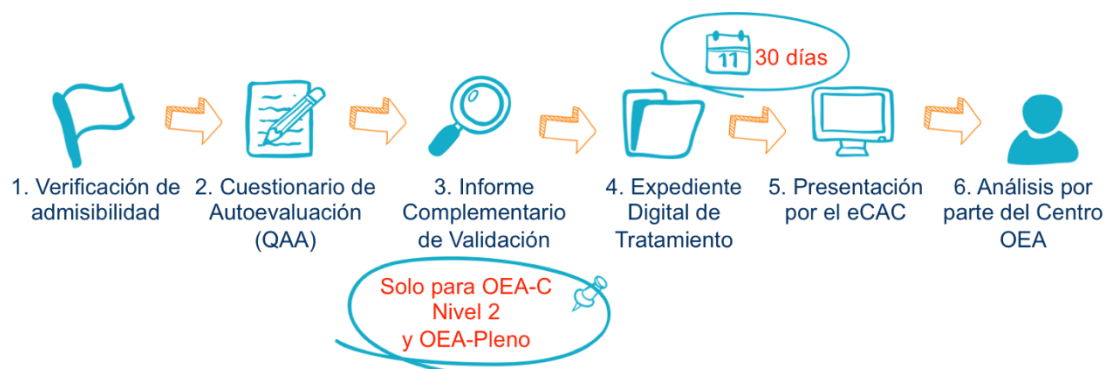 11 30 días
1. Verificación de
admisibilidad
2. Cuestionario de
Autoevaluación
(QAA)
3. Informe
Complementario
de Validación
4. Expediente
Digital de
Tratamiento
5. Presentación
por el eCAC
6. Análisis por
parte del Centro
OEA
Solo para OEA-C
Nivel 2
y OEA-Pleno